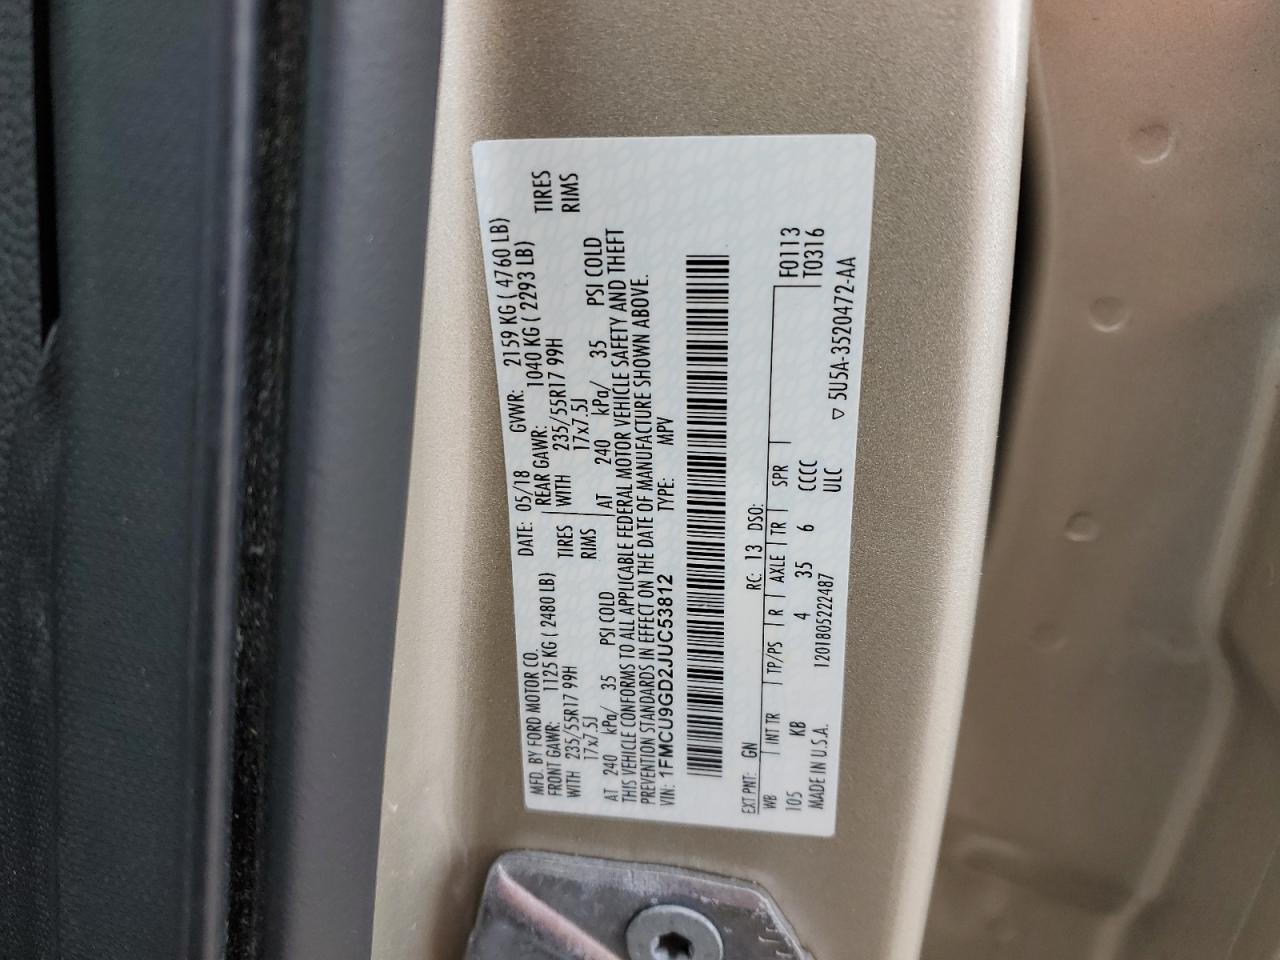 MFD. BY FORD MOTOR CO. DATE: 05/18 GVWR: 2159 KG ( 4760 LB)
FRONT GAWR: 1125 KG ( 2480 LB) REAR GAWR: 1040 KG ( 2293 LB)
WITH 235/55R17 99H TIRES WITH 235/55R17 99H TIRES
17x7.5J RIMS 17x7.5J RIMS
AT 240 kPa/ 35 PSI COLD AT 240 kPa/ 35 PSI COLD
THIS VEHICLE CONFORMS TO ALL APPLICABLE FEDERAL MOTOR VEHICLE SAFETY AND THEFT
PREVENTION STANDARDS IN EFFECT ON THE DATE OF MANUFACTURE SHOWN ABOVE.
VIN: 1FMCU9GD2JUC53812 TYPE: MPV
EXT PNT: GN RC: 13 DSO:
WB INT TR TP/PS R AXLE TR SPR F0113
105 KB 4 35 6 CCCC T0316
MADE IN U.S.A. 1201805222487 ULC ▽ 5U5A-3520472-AA